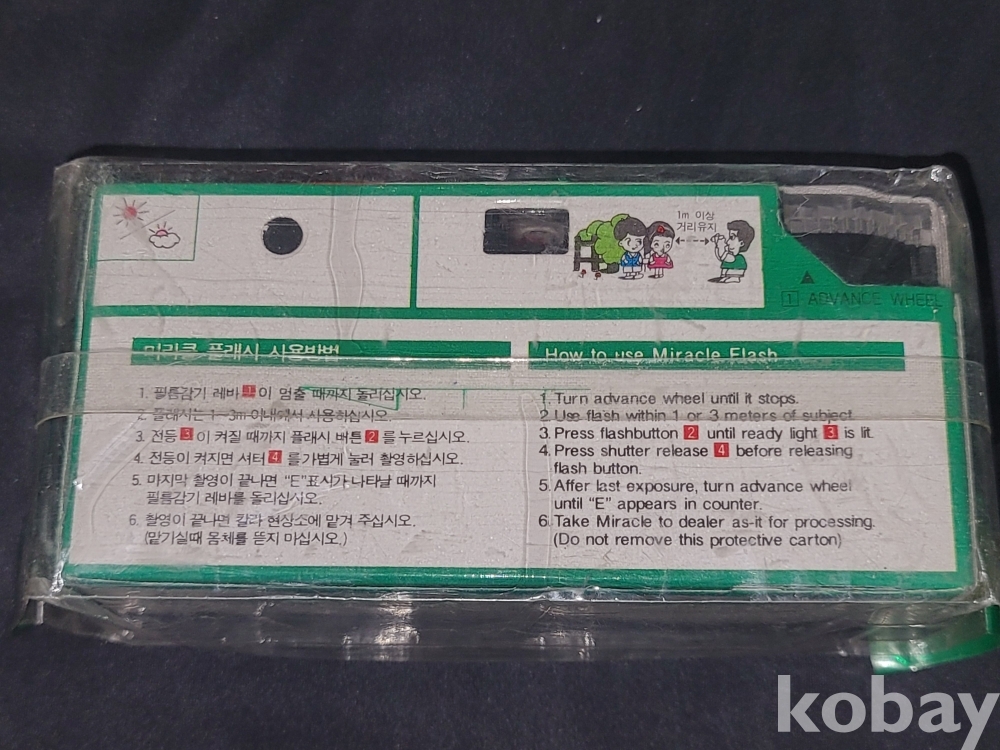 1m 이상
거리유지
1 ADVANCE WHEEL
미라클 플래시 사용방법
1. 필름감기 레바 1 이 멈출 때까지 돌리십시오.
2. 플래시는 1~3m 이내에서 사용하십시오.
3. 전등 3 이 켜질 때까지 플래시 버튼 2 를 누르십시오.
4. 전등이 켜지면 셔터 4 를 가볍게 눌러 촬영하십시오.
5. 마지막 촬영이 끝나면 “E”표시가 나타날 때까지
필름감기 레바를 돌리십시오.
6. 촬영이 끝나면 칼라 현상소에 맡겨 주십시오.
(맡기실때 몸체를 뜯지 마십시오.)
How to use Miracle Flash
1. Turn advance wheel until it stops.
2. Use flash within 1 or 3 meters of subject.
3. Press flashbutton 2 until ready light 3 is lit.
4. Press shutter release 4 before releasing
flash button.
5. After last exposure, turn advance wheel
until “E” appears in counter.
6. Take Miracle to dealer as-it for processing.
(Do not remove this protective carton)
kobay